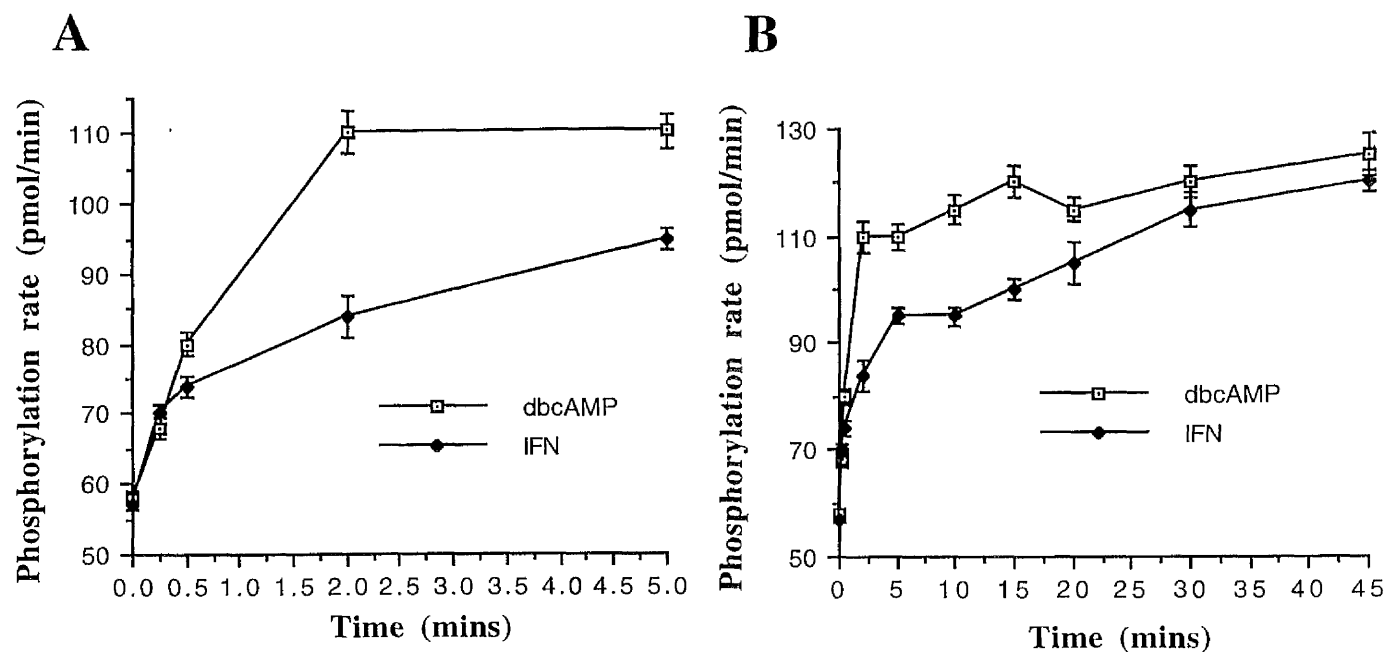 A
Phosphorylation rate (pmol/min)
110
100
90
80
70
60
50
0.0 0.5 1.0 1.5 2.0 2.5 3.0 3.5 4.0 4.5 5.0
Time (mins)
dbcAMP
IFN
B
Phosphorylation rate (pmol/min)
130
110
90
70
50
0 5 10 15 20 25 30 35 40 45
Time (mins)
dbcAMP
IFN